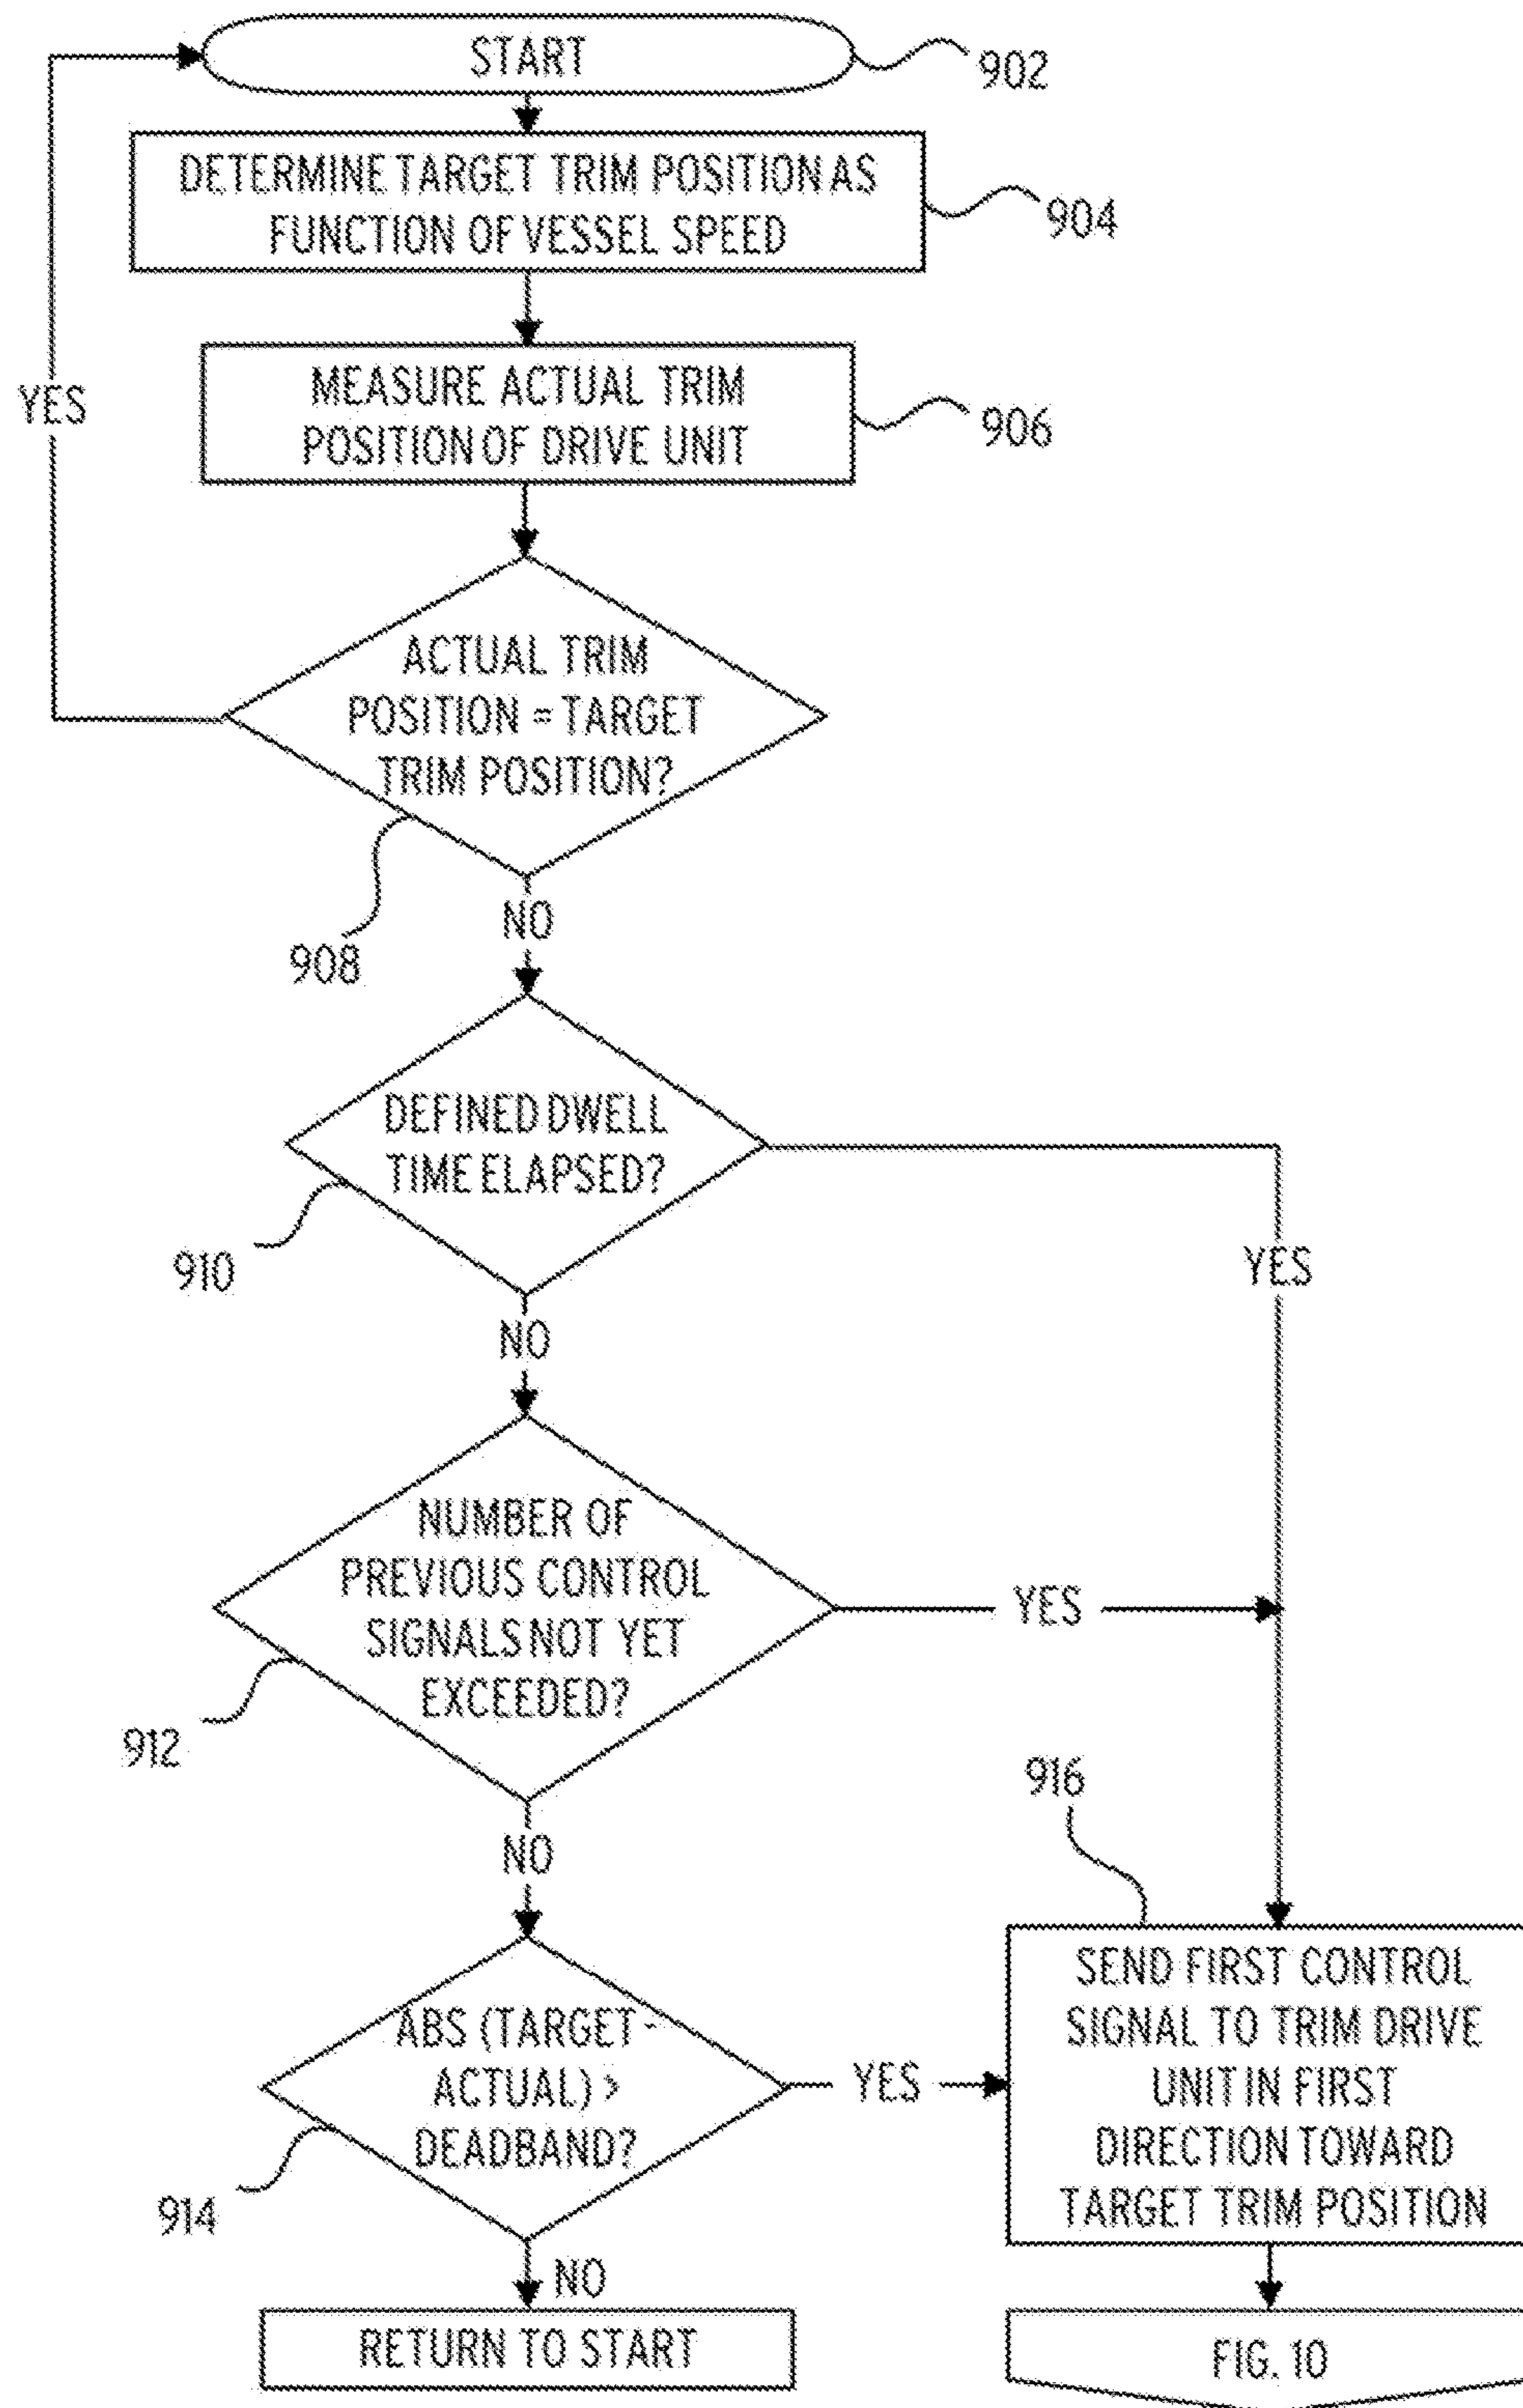 START
902
DETERMINE TARGET TRIM POSITION AS
FUNCTION OF VESSEL SPEED
904
MEASURE ACTUAL TRIM
POSITION OF DRIVE UNIT
906
YES
ACTUAL TRIM
POSITION = TARGET
TRIM POSITION?
908
NO
DEFINED DWELL
TIME ELAPSED?
910
YES
NO
NUMBER OF
PREVIOUS CONTROL
SIGNALS NOT YET
EXCEEDED?
YES
912
916
NO
ABS (TARGET -
ACTUAL) >
DEADBAND?
YES
914
SEND FIRST CONTROL
SIGNAL TO TRIM DRIVE
UNIT IN FIRST
DIRECTION TOWARD
TARGET TRIM POSITION
NO
RETURN TO START
FIG. 10